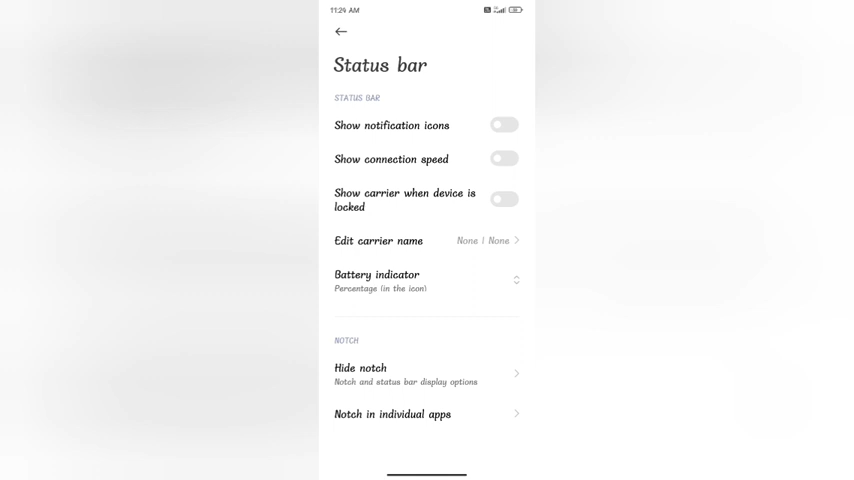 11:24 AM
Status bar
STATUS BAR
Show notification icons
Show connection speed
Show carrier when device is
locked
Edit carrier name None | None
Battery indicator
Percentage (in the icon)
NOTCH
Hide notch
Notch and status bar display options
Notch in individual apps